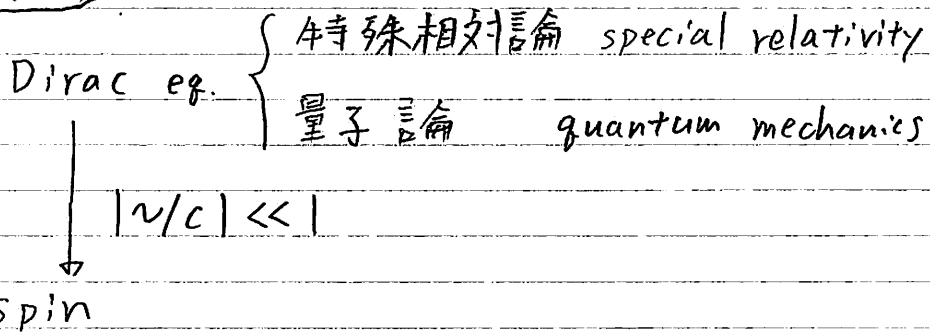 特殊相対論 special relativity
Dirac eq.
量子論 quantum mechanics
|v/c| << 1
spin